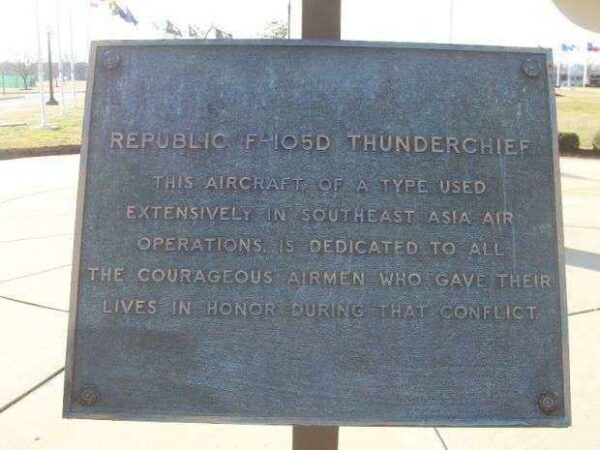 REPUBLIC F-105D THUNDERCHIEF
THIS AIRCRAFT, OF A TYPE USED
EXTENSIVELY IN SOUTHEAST ASIA AIR
OPERATIONS, IS DEDICATED TO ALL
THE COURAGEOUS AIRMEN WHO GAVE THEIR
LIVES IN HONOR DURING THAT CONFLICT.